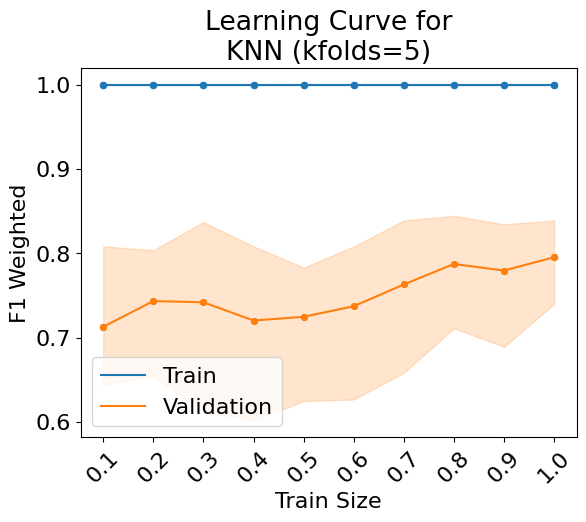 Learning Curve for
KNN (kfolds=5)
F1 Weighted
1.0
0.9
0.8
0.7
0.6
Train
Validation
0.1 0.2 0.3 0.4 0.5 0.6 0.7 0.8 0.9 1.0
Train Size